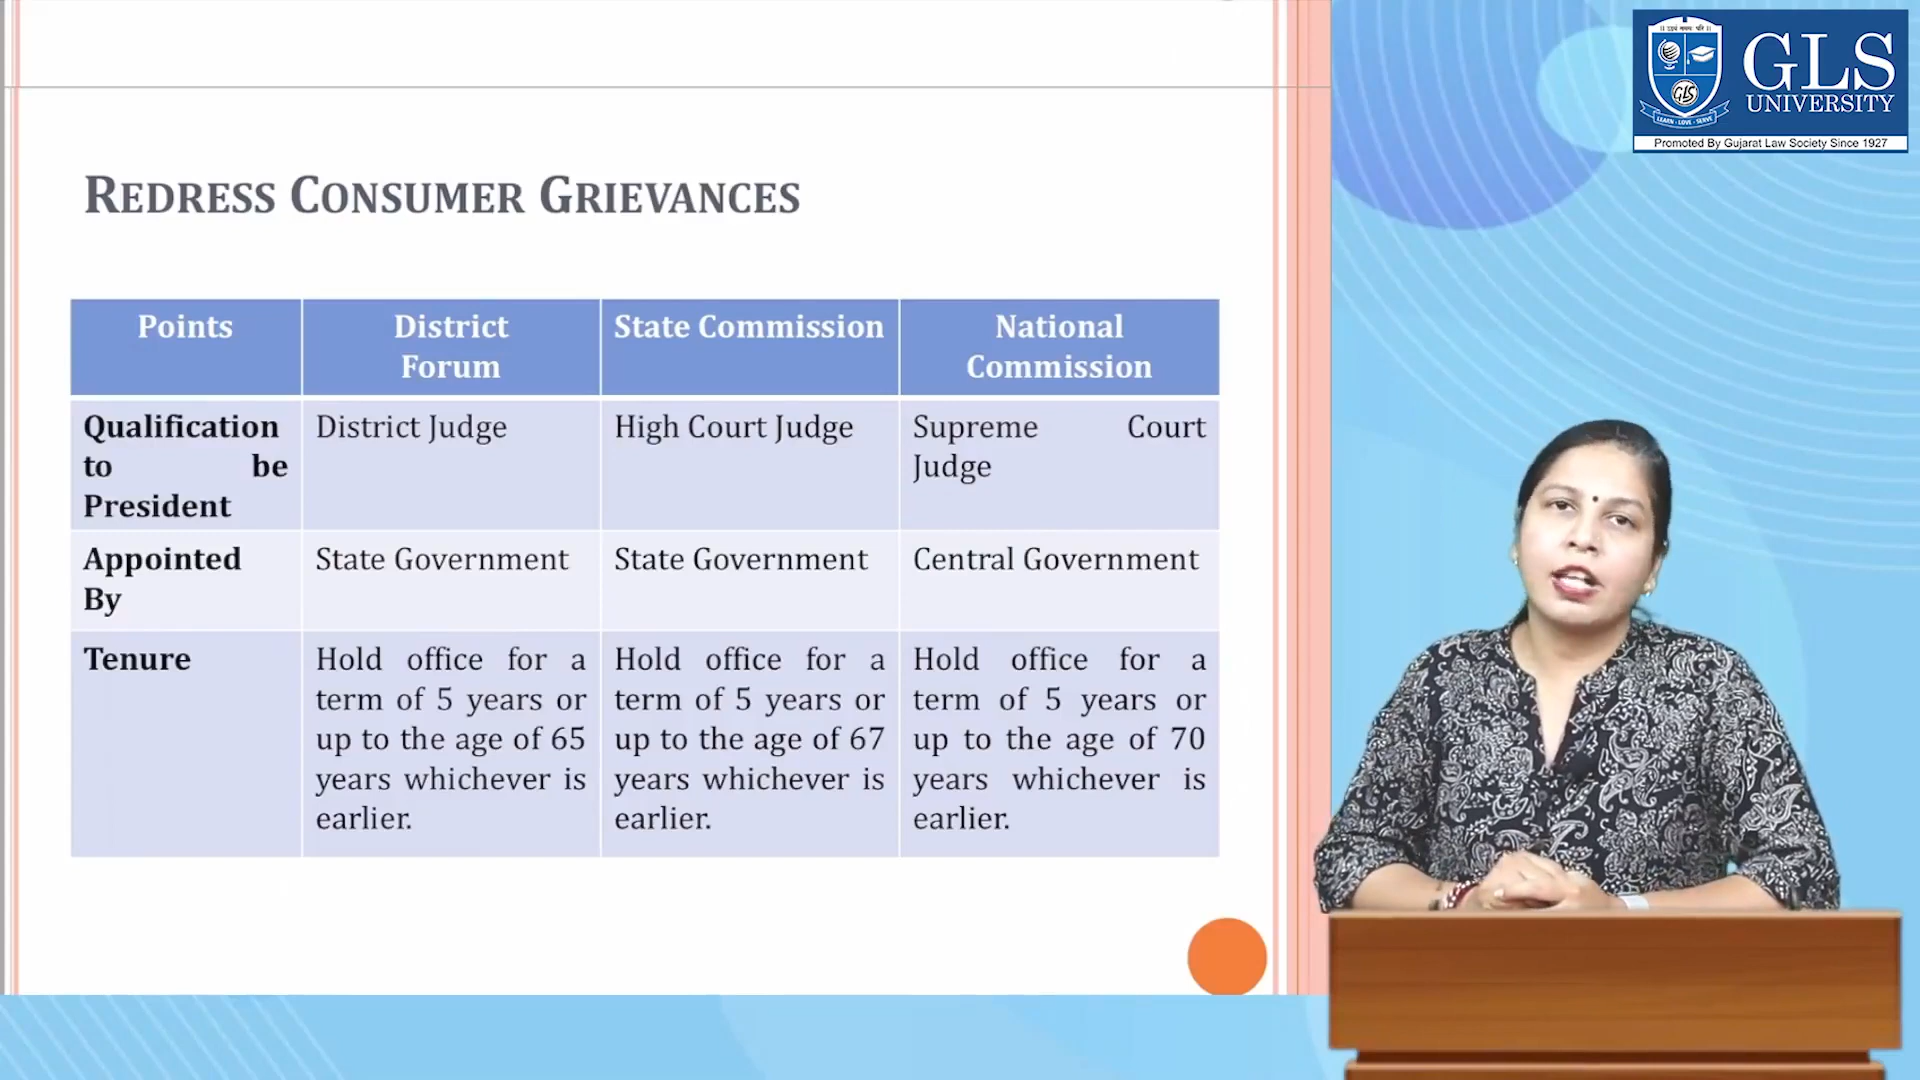 REDRESS CONSUMER GRIEVANCES
Points
District
Forum
State Commission
National
Commission
Qualification
to be
President
District Judge
High Court Judge
Supreme Court
Judge
Appointed
By
State Government
State Government
Central Government
Tenure
Hold office for a
term of 5 years or
up to the age of 65
years whichever is
earlier.
Hold office for a
term of 5 years or
up to the age of 67
years whichever is
earlier.
Hold office for a
term of 5 years or
up to the age of 70
years whichever is
earlier.
GLS
UNIVERSITY
GLS
LEARN - LOVE - SERVE
Promoted By Gujarat Law Society Since 1927